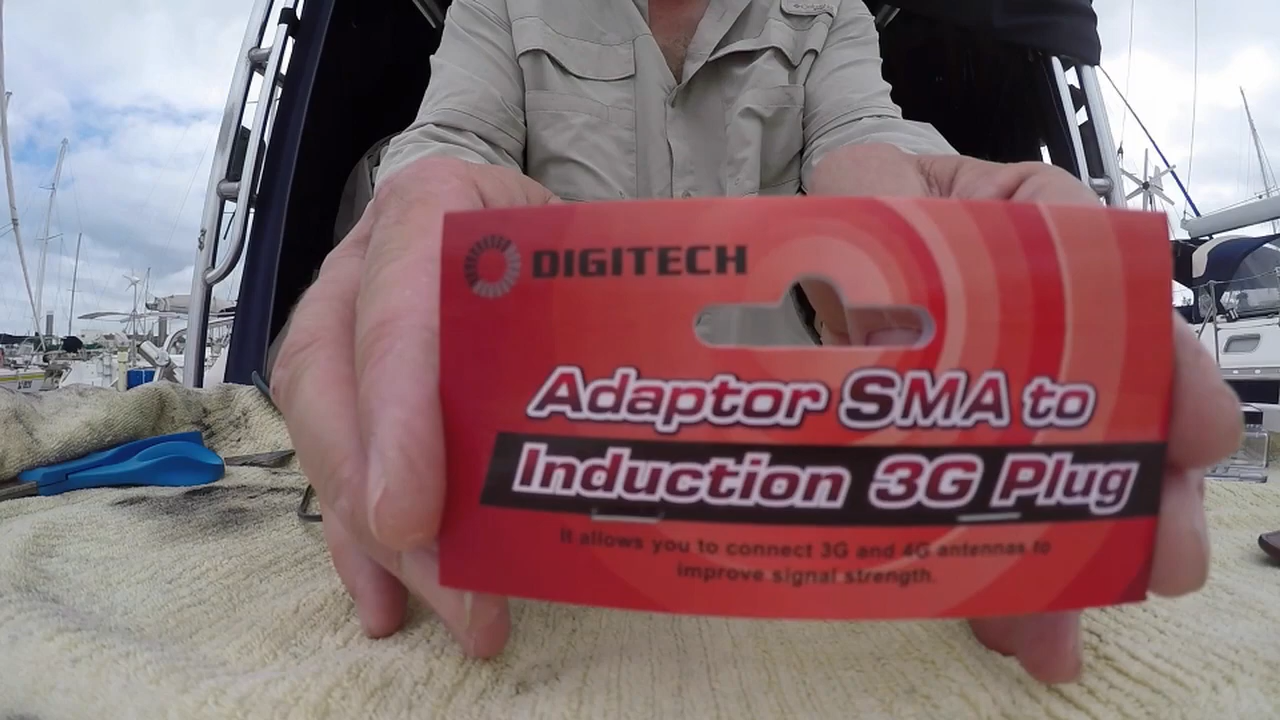 DIGITECH
Adaptor SMA to
Induction 3G Plug
It allows you to connect 3G and 4G antennas to
improve signal strength.